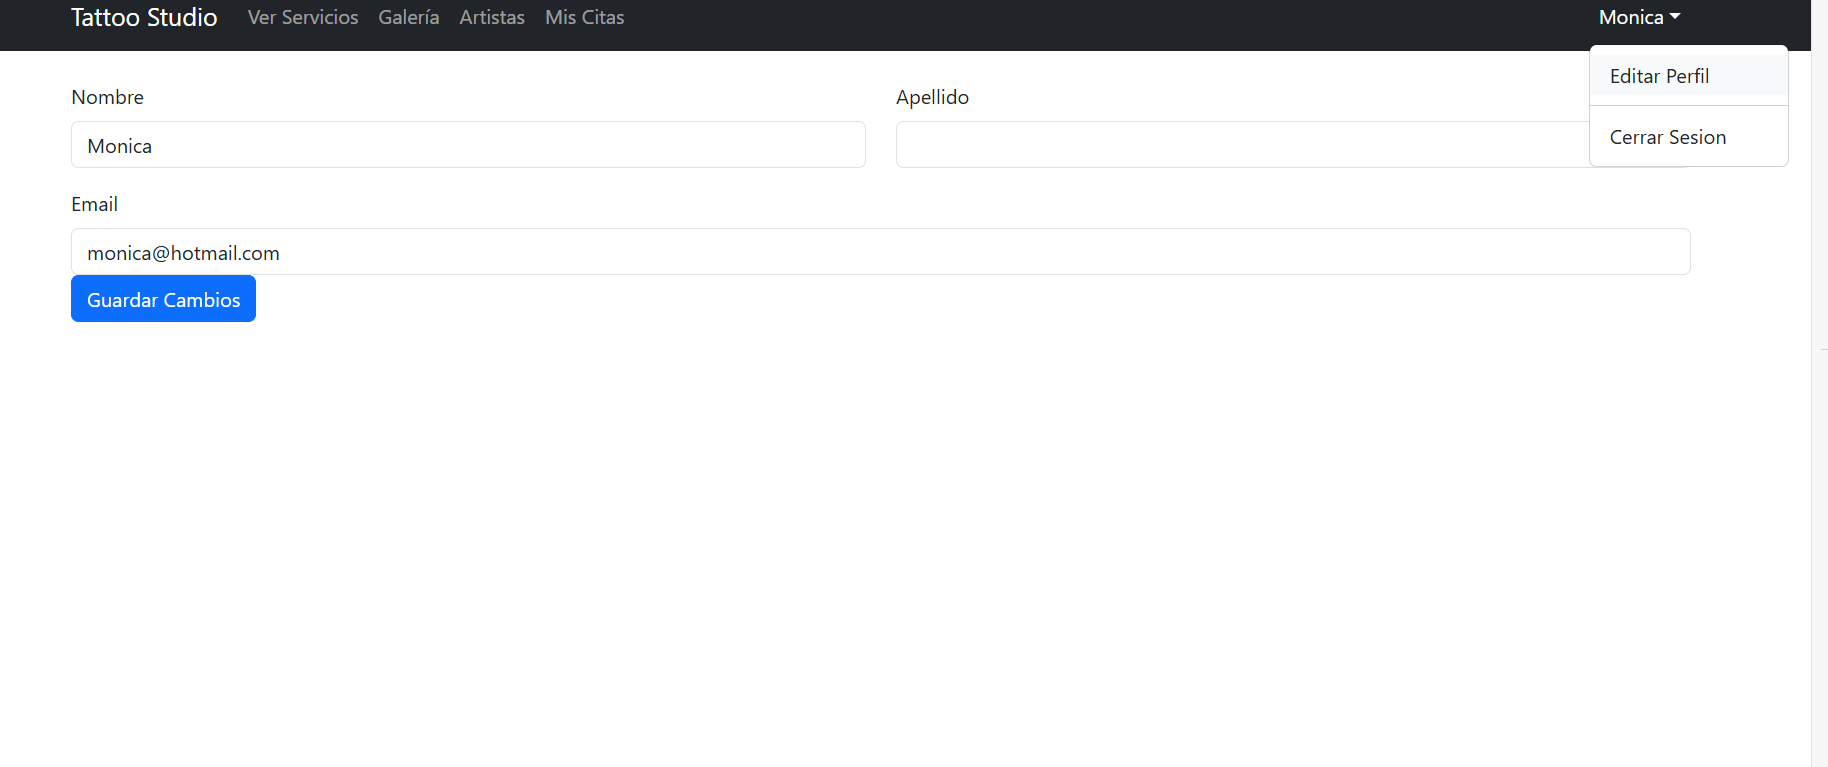 Tattoo Studio Ver Servicios Galería Artistas Mis Citas Monica
Editar Perfil
Cerrar Sesion
Nombre Apellido
Monica
Email
monica@hotmail.com
Guardar Cambios